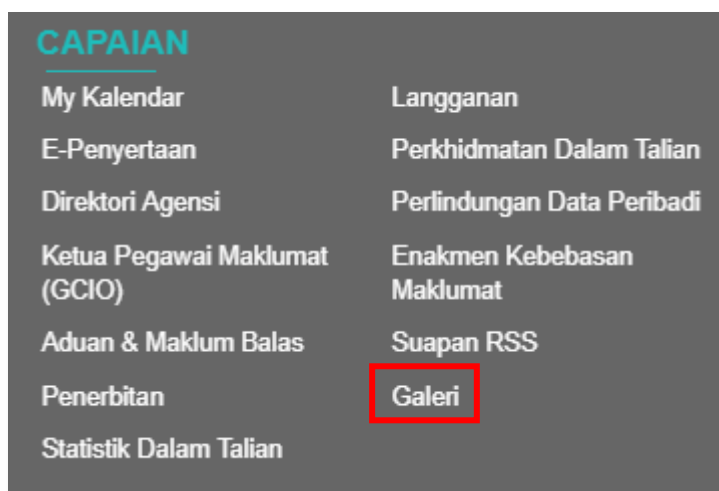 CAPAIAN
My Kalendar
E-Penyertaan
Direktori Agensi
Ketua Pegawai Maklumat
(GCIO)
Aduan & Maklum Balas
Penerbitan
Statistik Dalam Talian
Langganan
Perkhidmatan Dalam Talian
Perlindungan Data Peribadi
Enakmen Kebebasan
Maklumat
Suapan RSS
Galeri